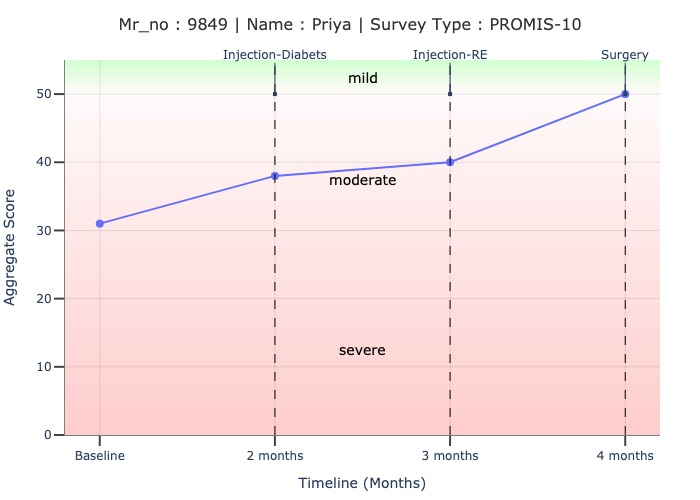 Mr_no : 9849 | Name : Priya | Survey Type : PROMIS-10
Injection-Diabets Injection-RE Surgery
mild
50
40
moderate
30
20
severe
10
0
Aggregate Score
Baseline 2 months 3 months 4 months
Timeline (Months)